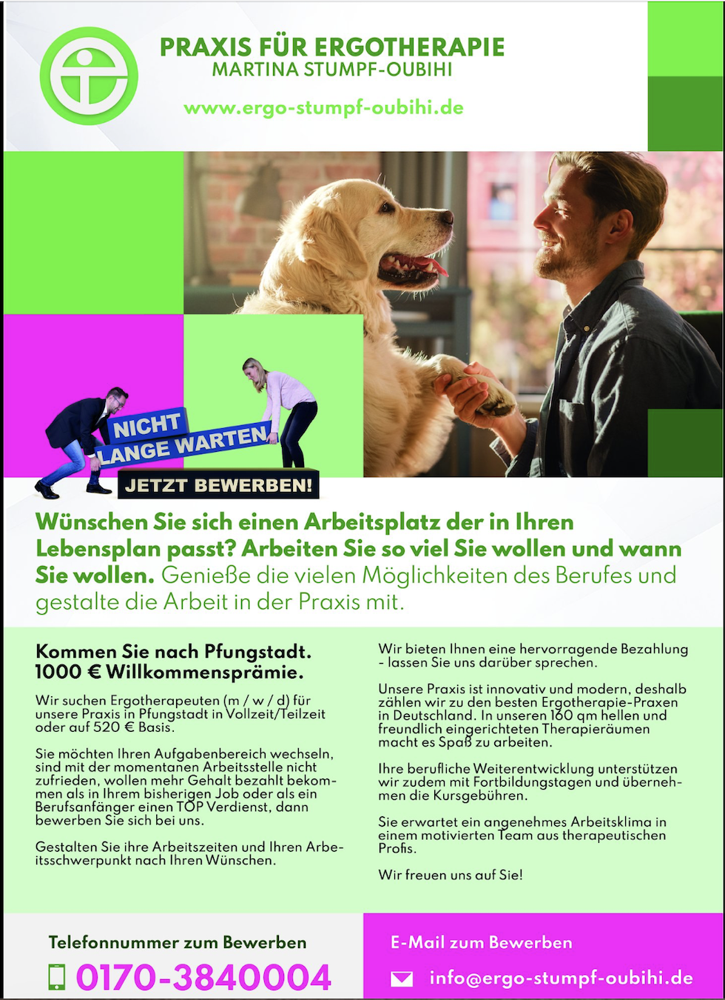 PRAXIS FÜR ERGOTHERAPIE
MARTINA STUMPF-OUBIHI
www.ergo-stumpf-oubihi.de
NICHT
LANGE WARTEN
JETZT BEWERBEN!
Wünschen Sie sich einen Arbeitsplatz der in Ihren
Lebensplan passt? Arbeiten Sie so viel Sie wollen und wann
Sie wollen. Genieße die vielen Möglichkeiten des Berufes und
gestalte die Arbeit in der Praxis mit.
Kommen Sie nach Pfungstadt.
1000 € Willkommensprämie.
Wir suchen Ergotherapeuten (m / w / d) für
unsere Praxis in Pfungstadt in Vollzeit/Teilzeit
oder auf 520 € Basis.
Sie möchten Ihren Aufgabenbereich wechseln,
sind mit der momentanen Arbeitsstelle nicht
zufrieden, wollen mehr Gehalt bezahlt bekom-
men als in Ihrem bisherigen Job oder als ein
Berufsanfänger einen TOP Verdienst, dann
bewerben Sie sich bei uns.
Gestalten Sie ihre Arbeitszeiten und Ihren Arbe-
itsschwerpunkt nach Ihren Wünschen.
Wir bieten Ihnen eine hervorragende Bezahlung
- lassen Sie uns darüber sprechen.
Unsere Praxis ist innovativ und modern, deshalb
zählen wir zu den besten Ergotherapie-Praxen
in Deutschland. In unseren 160 qm hellen und
freundlich eingerichteten Therapieräumen
macht es Spaß zu arbeiten.
Ihre berufliche Weiterentwicklung unterstützen
wir zudem mit Fortbildungstagen und überneh-
men die Kursgebühren.
Sie erwartet ein angenehmes Arbeitsklima in
einem motivierten Team aus therapeutischen
Profis.
Wir freuen uns auf Sie!
Telefonnummer zum Bewerben
0170-3840004
E-Mail zum Bewerben
info@ergo-stumpf-oubihi.de